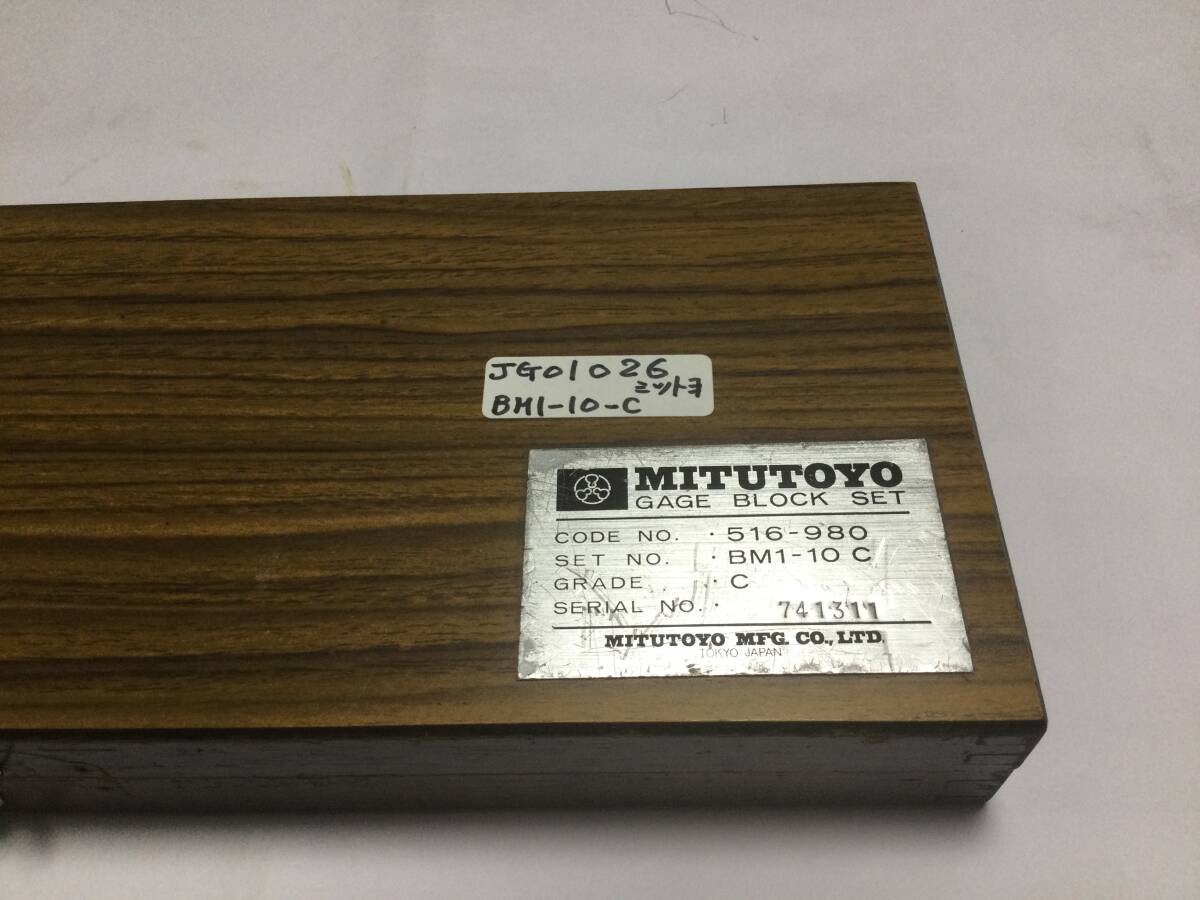 JG01026
ミツトヨ
BM1-10-C
MITUTOYO
GAGE BLOCK SET
CODE NO. · 516-980
SET NO. · BM1-10 C
GRADE · C
SERIAL NO. · 741311
MITUTOYO MFG. CO., LTD.
TOKYO JAPAN